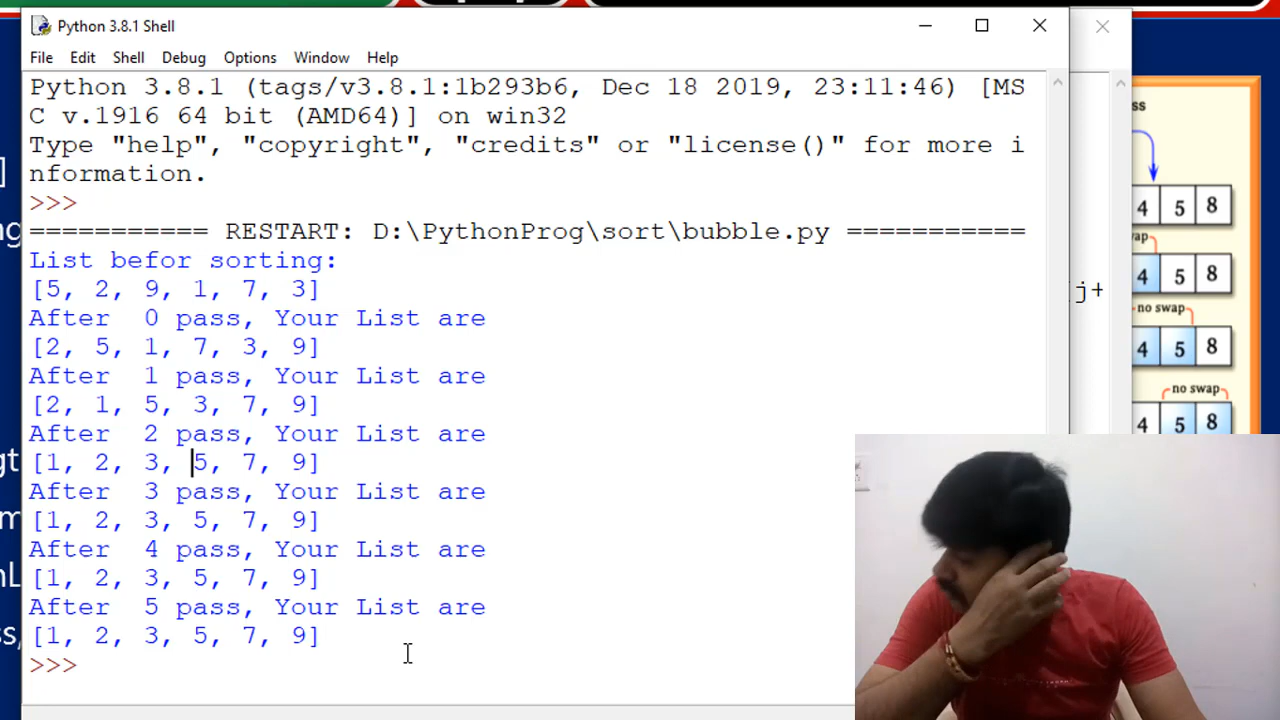 Python 3.8.1 Shell
File Edit Shell Debug Options Window Help
Python 3.8.1 (tags/v3.8.1:1b293b6, Dec 18 2019, 23:11:46) [MS
C v.1916 64 bit (AMD64)] on win32
Type "help", "copyright", "credits" or "license()" for more i
nformation.
>>>
=========== RESTART: D:\PythonProg\sort\bubble.py ===========
List befor sorting:
[5, 2, 9, 1, 7, 3]
After  0 pass, Your List are
[2, 5, 1, 7, 3, 9]
After  1 pass, Your List are
[2, 1, 5, 3, 7, 9]
After  2 pass, Your List are
[1, 2, 3, 5, 7, 9]
After  3 pass, Your List are
[1, 2, 3, 5, 7, 9]
After  4 pass, Your List are
[1, 2, 3, 5, 7, 9]
After  5 pass, Your List are
[1, 2, 3, 5, 7, 9]
>>>
j+
4 5 8
4 5 8
no swap
4 5 8
no swap
4 5 8